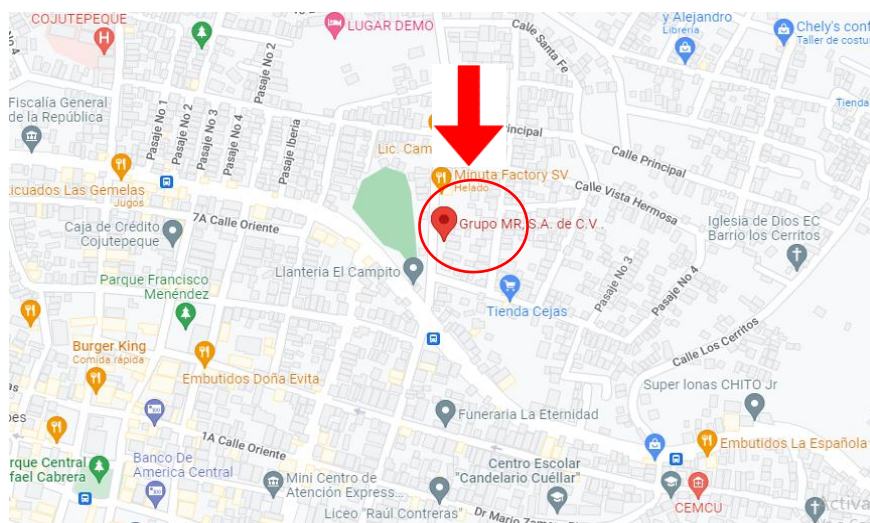 COJUTEPEQUE
LUGAR DEMO
Calle Santa Fe
y Alejandro
Librería
Chely's conf
Taller de costu
Pasaje No 2
Fiscalía General
de la República
Pasaje No 1
Pasaje No 2
Pasaje No 3
Pasaje No 4
Pasaje Iberia
Tienda
incipal
Lic. Cam
Calle Principal
Minuta Factory SV
Helado
Calle Vista Hermosa
icuados Las Gemelas
Jugos
7A Calle Oriente
Grupo MR, S.A. de C.V.
Iglesia de Dios EC
Barrio los Cerritos
Caja de Crédito
Cojutepeque
Llanteria El Campito
Pasaje No 3
Pasaje No 4
Parque Francisco
Menéndez
Tienda Cejas
Burger King
Comida rápida
Calle Los Cerritos
Embutidos Doña Evita
Super lonas CHITO Jr
Funeraria La Eternidad
1A Calle Oriente
Embutidos La Española
rque Central
fael Cabrera
Banco De
America Central
Mini Centro de
Atención Express...
Centro Escolar
"Candelario Cuéllar"
CEMCU
Liceo "Raúl Contreras"
Dr Mario Zam
Activa